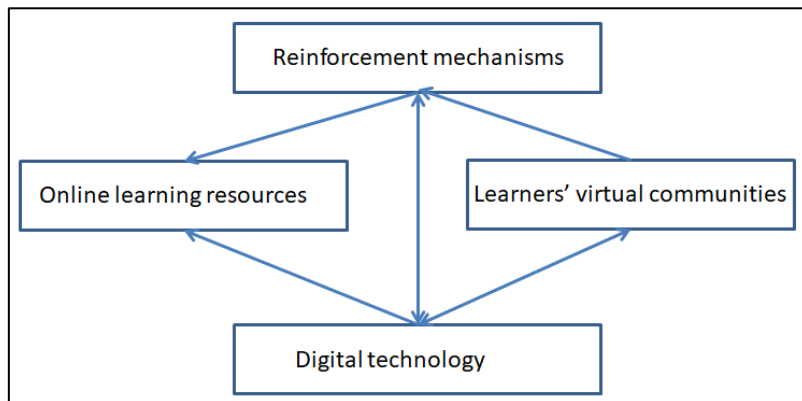 Reinforcement mechanisms
Online learning resources
Learners’ virtual communities
Digital technology